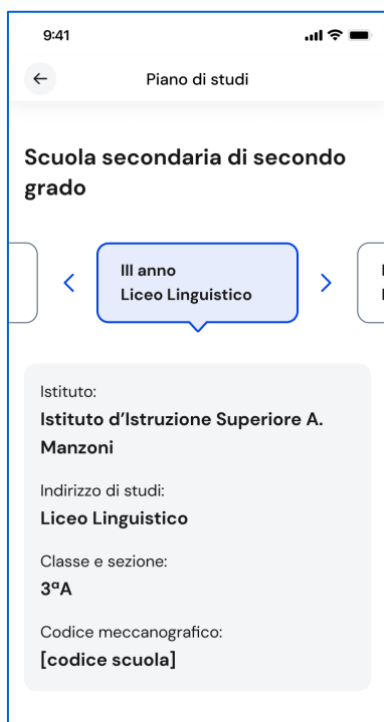 9:41
Piano di studi
Scuola secondaria di secondo
grado
III anno
Liceo Linguistico
Istituto:
Istituto d’Istruzione Superiore A.
Manzoni
Indirizzo di studi:
Liceo Linguistico
Classe e sezione:
3ªA
Codice meccanografico:
[codice scuola]